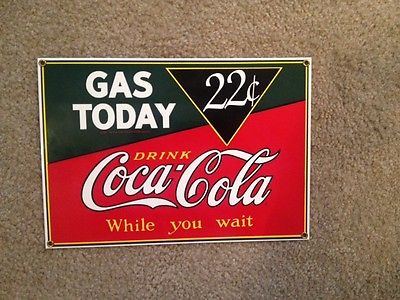 GAS
TODAY
22¢
DRINK
Coca-Cola
While you wait